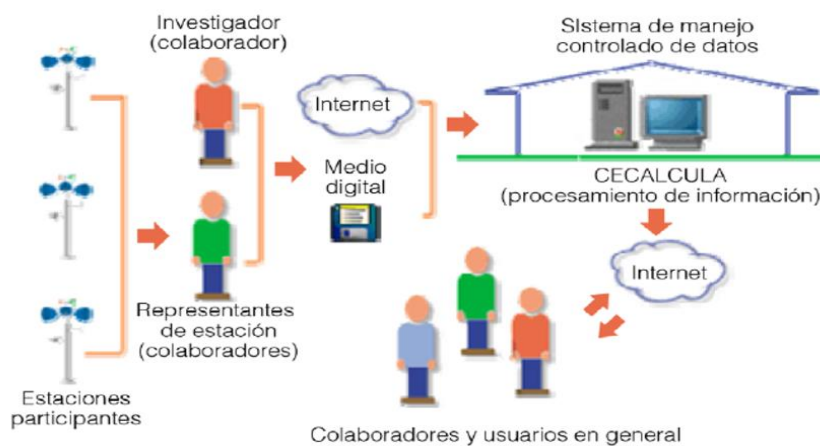 Investigador
(colaborador)
SIstema de manejo
controlado de datos
Internet
Medio
digital
CECALCULA
(procesamiento de información)
Internet
Representantes
de estación
(colaboradores)
Estaciones
participantes
Colaboradores y usuarios en general